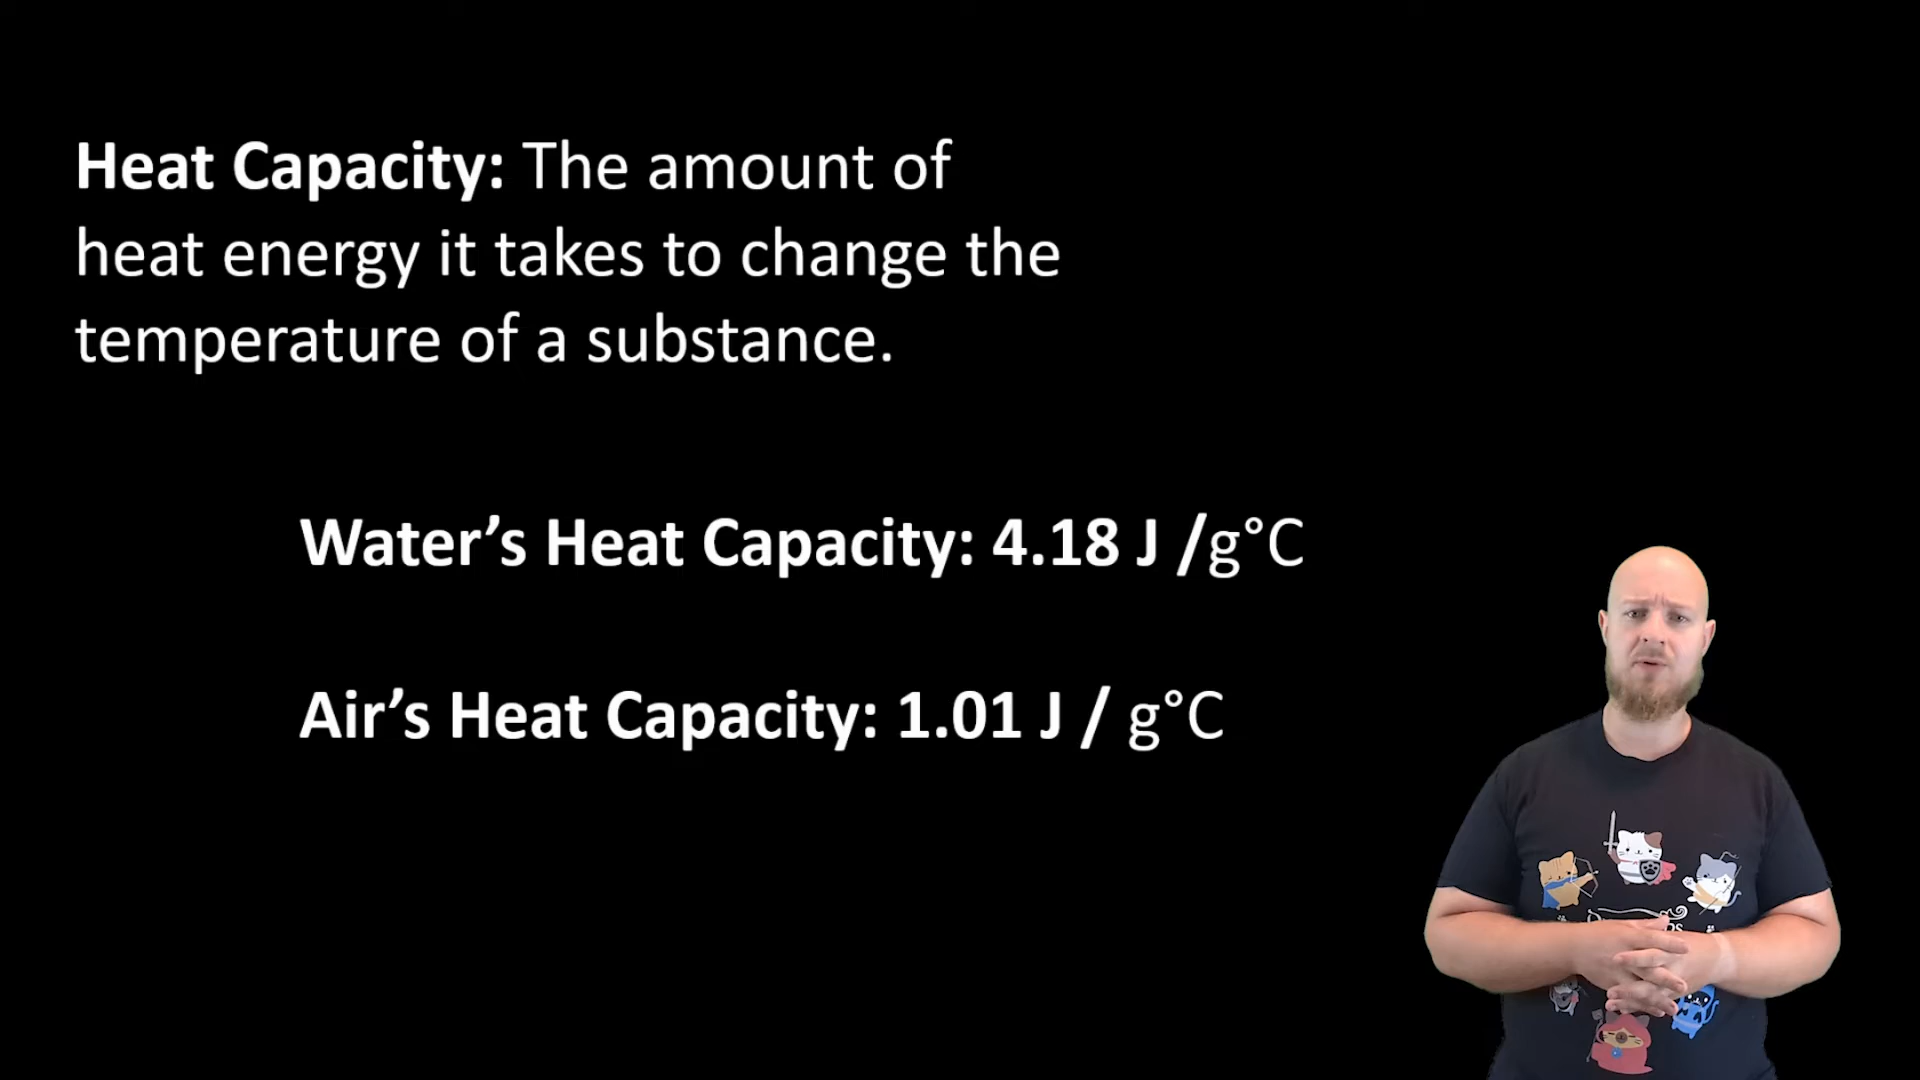 Heat Capacity: The amount of
heat energy it takes to change the
temperature of a substance.
Water’s Heat Capacity: 4.18 J /g°C
Air’s Heat Capacity: 1.01 J / g°C